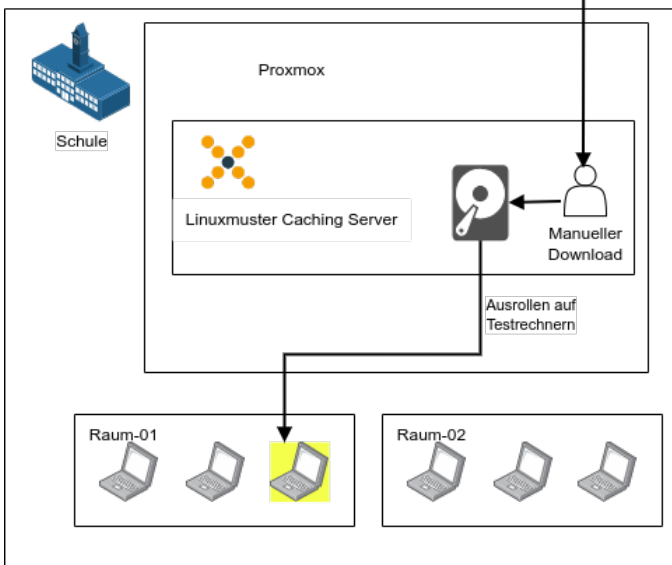 Proxmox
Schule
Linuxmuster Caching Server
Manueller
Download
Ausrollen auf
Testrechnern
Raum-01
Raum-02